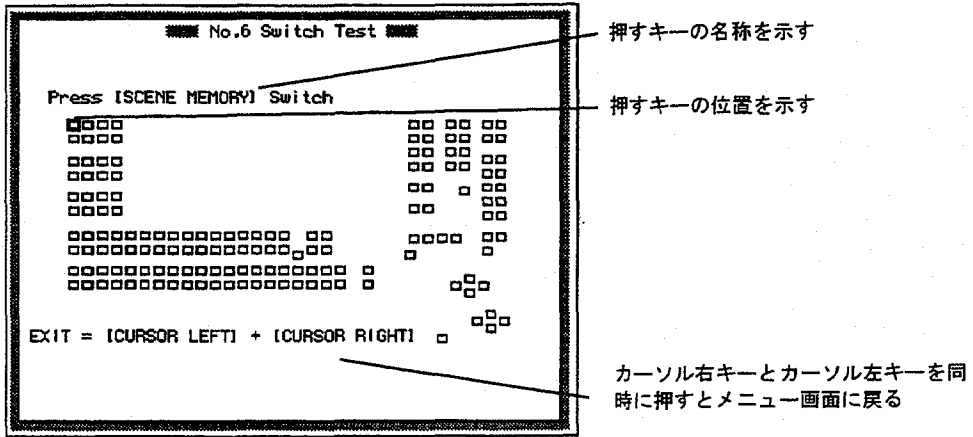 No.6 Switch Test
押すキーの名称を示す
Press [SCENE MEMORY] Switch
押すキーの位置を示す
EXIT = [CURSOR LEFT] + [CURSOR RIGHT]
カーソル右キーとカーソル左キーを同
時に押すとメニュー画面に戻る